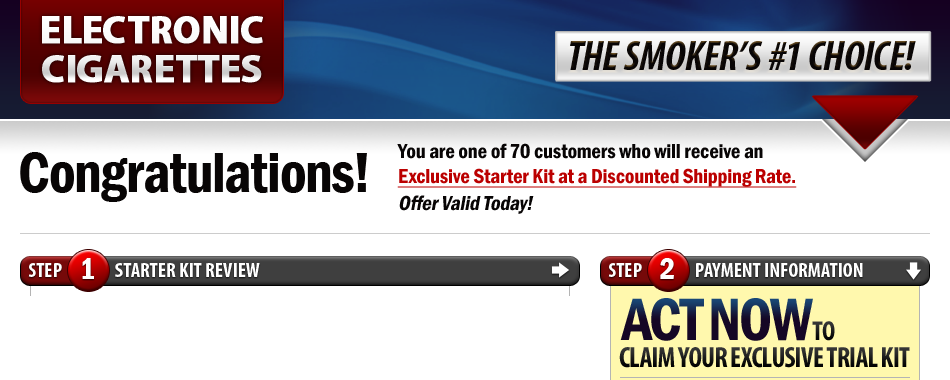 ELECTRONIC
CIGARETTES
THE SMOKER'S #1 CHOICE!
Congratulations!
You are one of 70 customers who will receive an
Exclusive Starter Kit at a Discounted Shipping Rate.
Offer Valid Today!
STEP 1 STARTER KIT REVIEW
STEP 2 PAYMENT INFORMATION
ACT NOW TO
CLAIM YOUR EXCLUSIVE TRIAL KIT